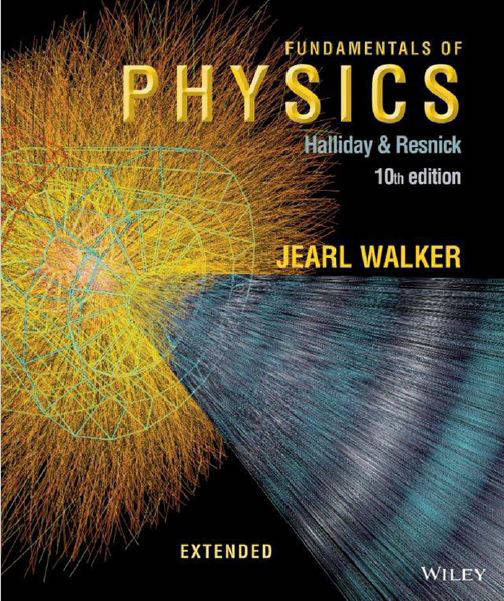 FUNDAMENTALS OF
PHYSICS
Halliday & Resnick
10th edition
JEARL WALKER
EXTENDED
WILEY